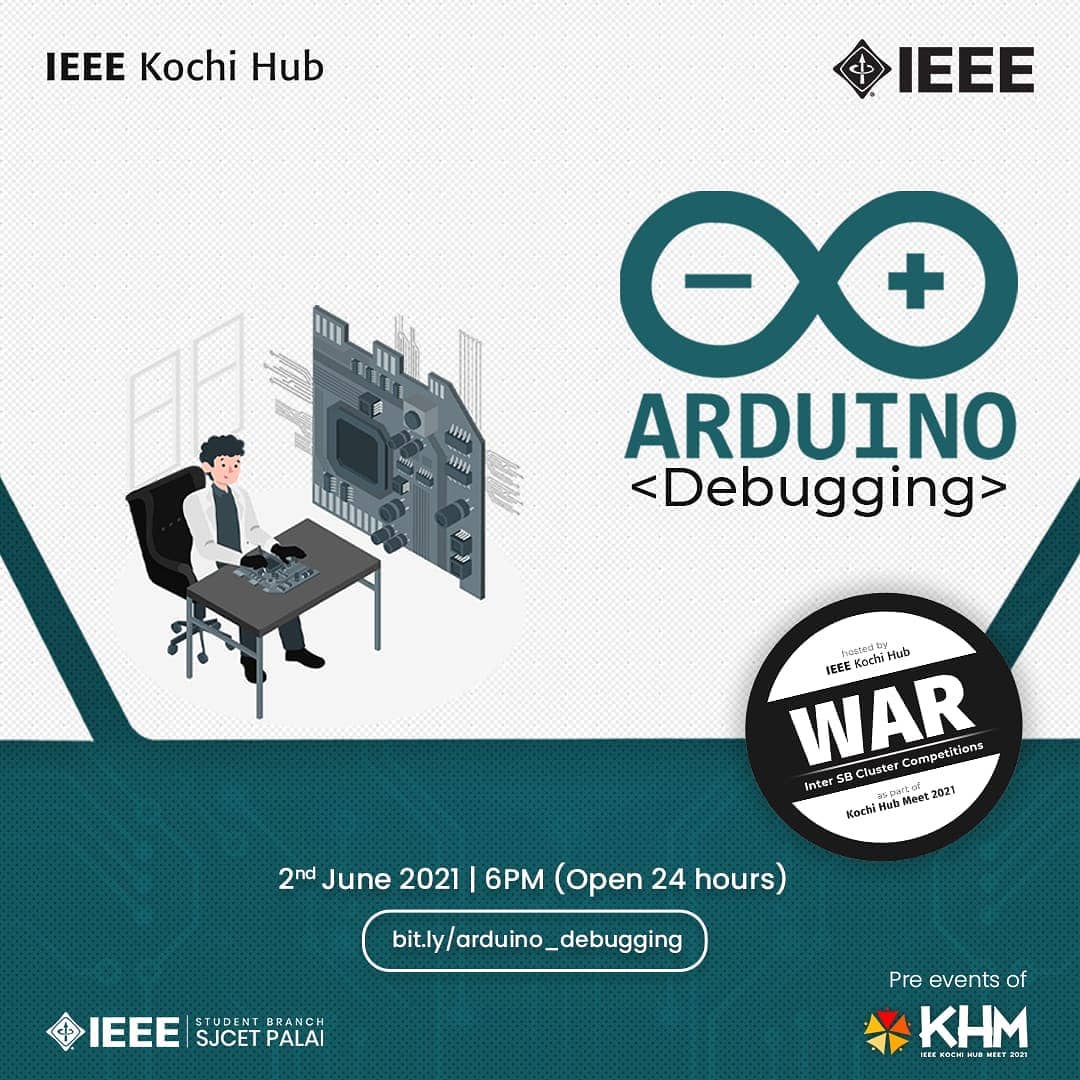 IEEE Kochi Hub
IEEE
ARDUINO
<Debugging>
hosted by
IEEE Kochi Hub
WAR
Inter SB Cluster Competitions
as part of
Kochi Hub Meet 2021
2nd June 2021 | 6PM (Open 24 hours)
bit.ly/arduino_debugging
Pre events of
KHM
IEEE KOCHI HUB MEET 2021
IEEE
STUDENT BRANCH
SJCET PALAI